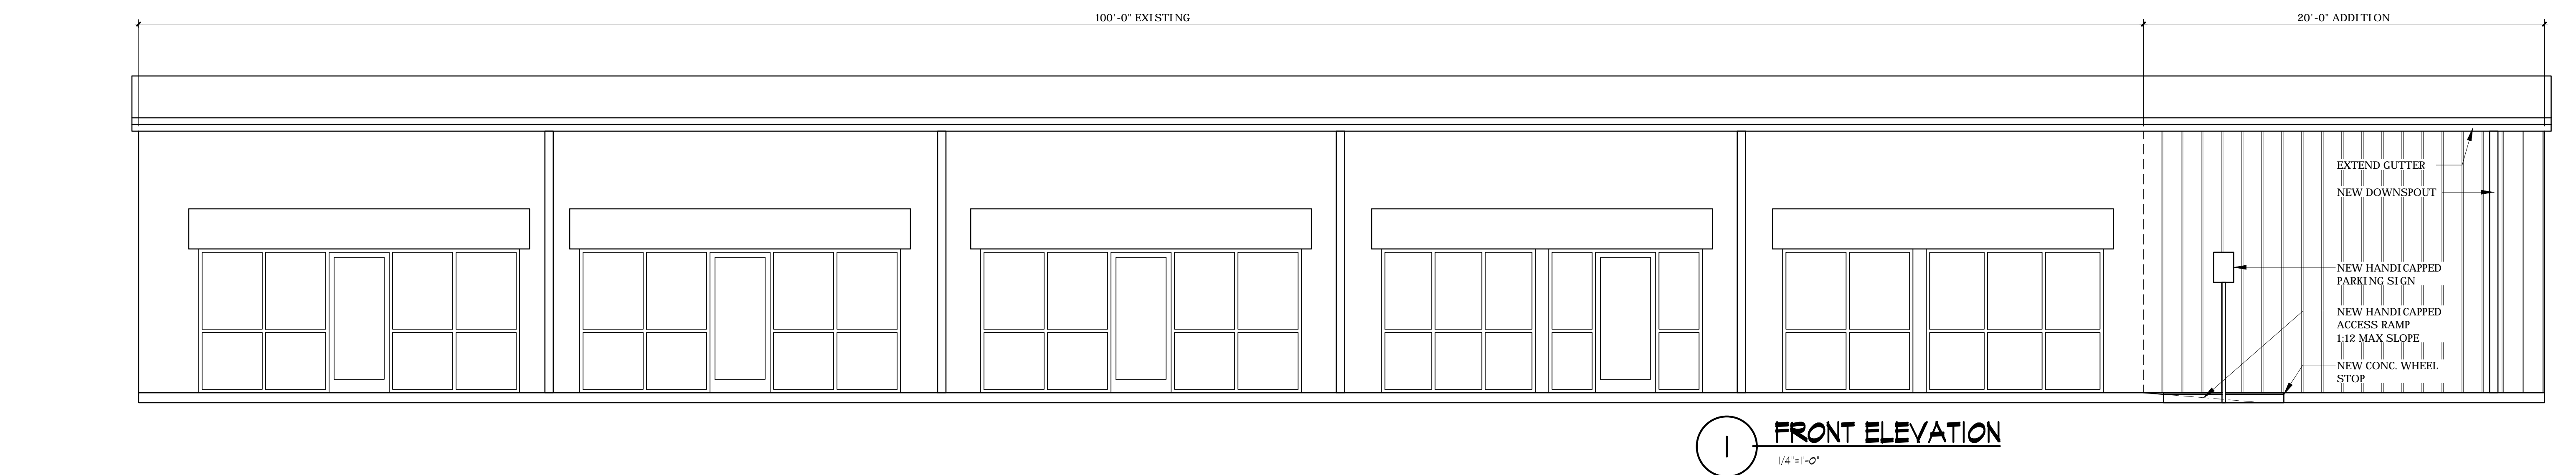 100'-0" EXISTING
20'-0" ADDITION
EXTEND GUTTER
NEW DOWNSPOUT
NEW HANDICAPPED
PARKING SIGN
NEW HANDICAPPED
ACCESS RAMP
1:12 MAX SLOPE
NEW CONC. WHEEL
STOP
1
FRONT ELEVATION
1/4"=1'-0"